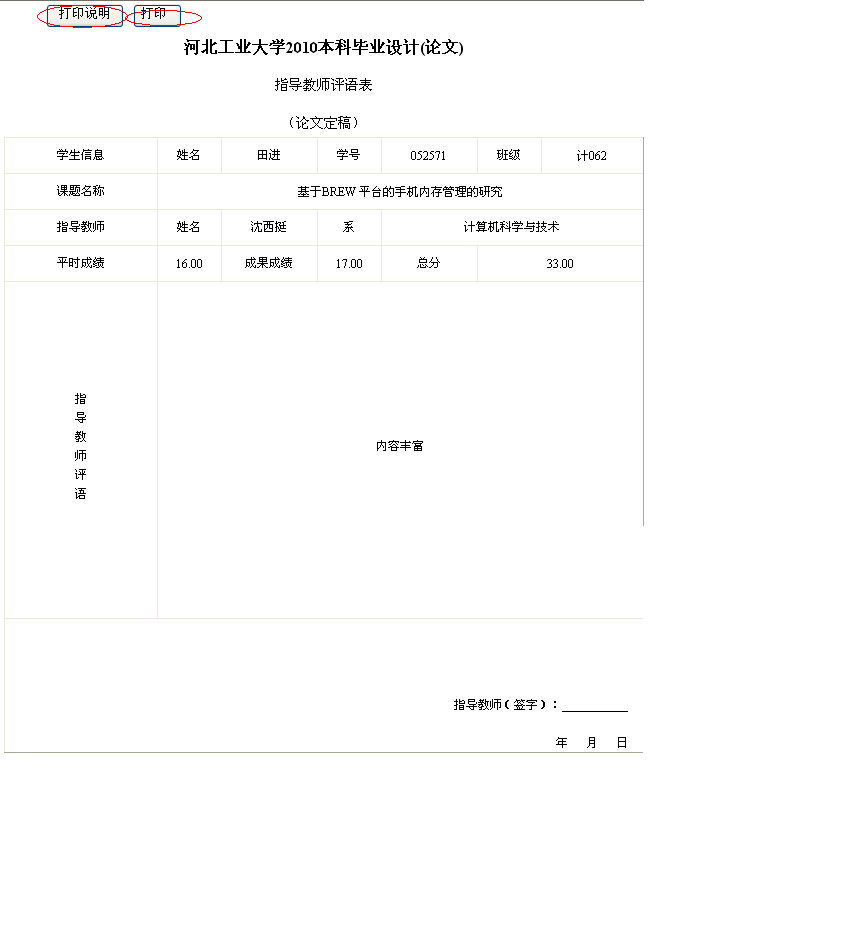 打印说明 打印
河北工业大学2010本科毕业设计(论文)
指导教师评语表
（论文定稿）
学生信息 姓名 田进 学号 052571 班级 计062
课题名称 基于BREW 平台的手机内存管理的研究
指导教师 姓名 沈西挺 系 计算机科学与技术
平时成绩 16.00 成果成绩 17.00 总分 33.00
指
导
教
师
评
语
内容丰富
指导教师（签字）：
年 月 日